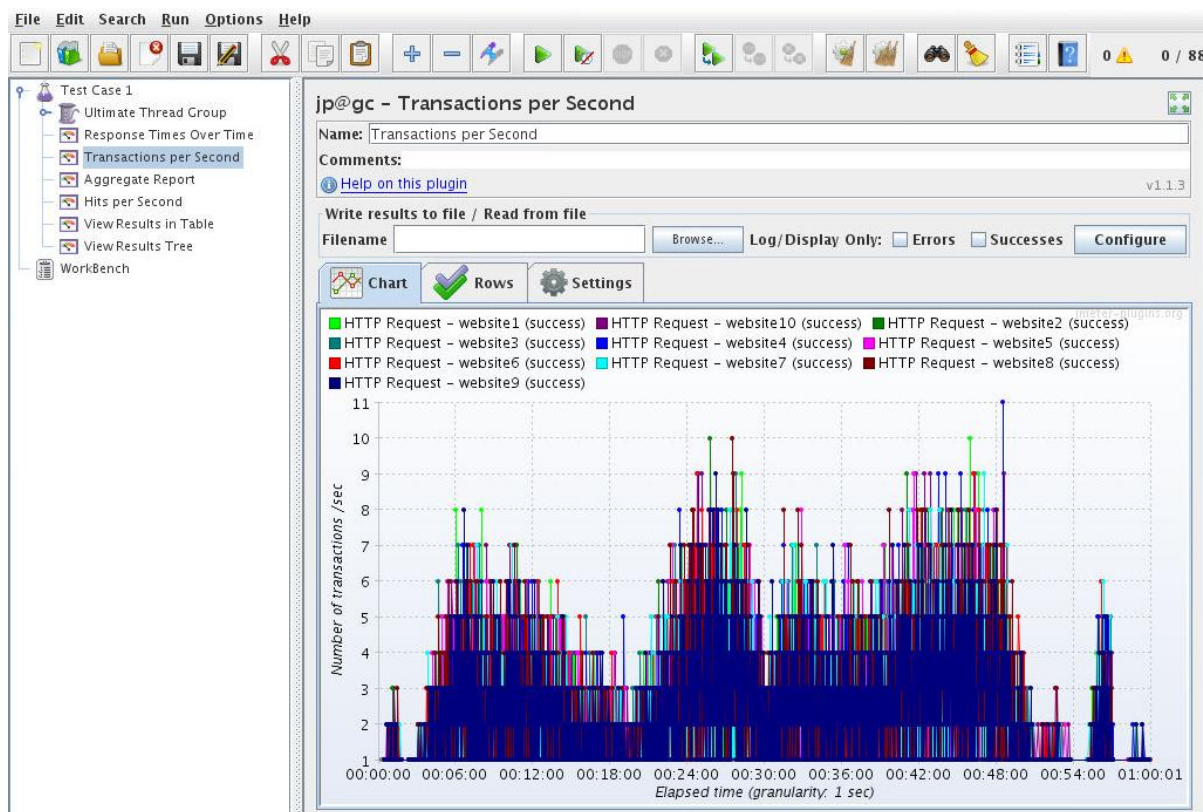 File Edit Search Run Options Help
0 0 / 88
Test Case 1
Ultimate Thread Group
Response Times Over Time
Transactions per Second
Aggregate Report
Hits per Second
View Results in Table
View Results Tree
WorkBench
jp@gc - Transactions per Second
Name: Transactions per Second
Comments:
Help on this plugin v1.1.3
Write results to file / Read from file
Filename Browse... Log/Display Only: Errors Successes Configure
Chart Rows Settings
jmeter-plugins.org
HTTP Request - website1 (success) HTTP Request - website10 (success) HTTP Request - website2 (success)
HTTP Request - website3 (success) HTTP Request - website4 (success) HTTP Request - website5 (success)
HTTP Request - website6 (success) HTTP Request - website7 (success) HTTP Request - website8 (success)
HTTP Request - website9 (success)
11
10
9
8
7
6
5
4
3
2
1
Number of transactions /sec
00:00:00 00:06:00 00:12:00 00:18:00 00:24:00 00:30:00 00:36:00 00:42:00 00:48:00 00:54:00 01:00:01
Elapsed time (granularity: 1 sec)